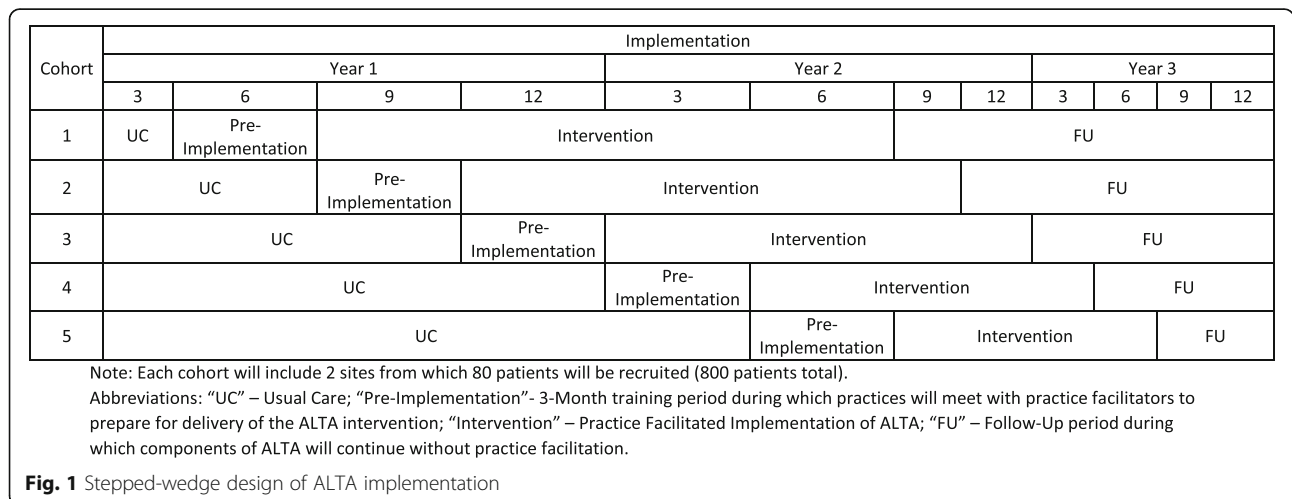 Implementation
Cohort Year 1 Year 2 Year 3
3 6 9 12 3 6 9 12 3 6 9 12
1 UC Pre-
Implementation Intervention FU
2 UC Pre-
Implementation Intervention FU
3 UC Pre-
Implementation Intervention FU
4 UC Pre-
Implementation Intervention FU
5 UC Pre-
Implementation Intervention FU
Note: Each cohort will include 2 sites from which 80 patients will be recruited (800 patients total).
Abbreviations: “UC” – Usual Care; “Pre-Implementation”- 3-Month training period during which practices will meet with practice facilitators to
prepare for delivery of the ALTA intervention; “Intervention” – Practice Facilitated Implementation of ALTA; “FU” – Follow-Up period during
which components of ALTA will continue without practice facilitation.
Fig. 1 Stepped-wedge design of ALTA implementation